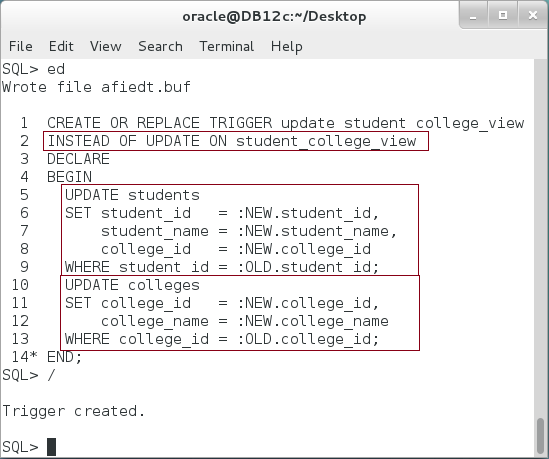 oracle@DB12c:~/Desktop
File Edit View Search Terminal Help
SQL> ed
Wrote file afiedt.buf
1 CREATE OR REPLACE TRIGGER update_student_college_view
2 INSTEAD OF UPDATE ON student_college_view
3 DECLARE
4 BEGIN
5 UPDATE students
6 SET student_id = :NEW.student_id,
7 student_name = :NEW.student_name,
8 college_id = :NEW.college_id
9 WHERE student_id = :OLD.student_id;
10 UPDATE colleges
11 SET college_id = :NEW.college_id,
12 college_name = :NEW.college_name
13 WHERE college_id = :OLD.college_id;
14* END;
SQL> /
Trigger created.
SQL>